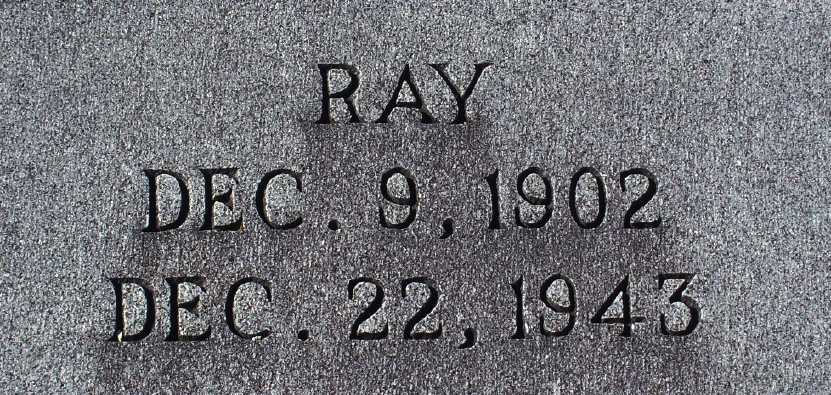 RAY
DEC. 9, 1902
DEC. 22, 1943